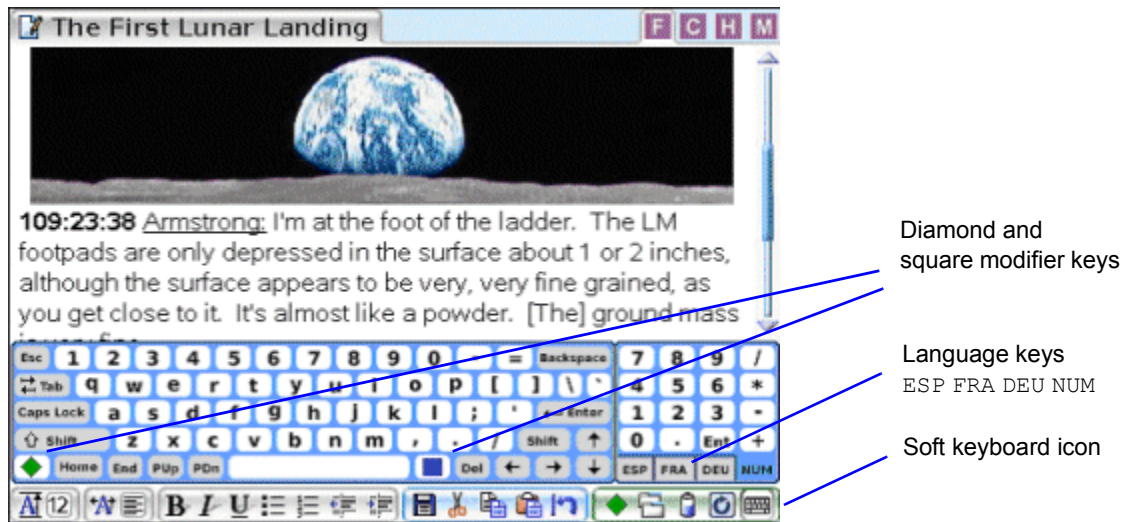 The First Lunar Landing
F C H M
109:23:38 Armstrong: I'm at the foot of the ladder. The LM
footpads are only depressed in the surface about 1 or 2 inches,
although the surface appears to be very, very fine grained, as
you get close to it. It's almost like a powder. [The] ground mass
is very fine
Diamond and
square modifier keys
Esc 1 2 3 4 5 6 7 8 9 0 - = Backspace 7 8 9 /
Tab q w e r t y u i o p [ ] \ ` 4 5 6 *
Caps Lock a s d f g h j k l ; ' Enter 1 2 3 -
Shift z x c v b n m , . / Shift ↑ 0 . Ent +
Home End PUp PDn Del ← → ↓ ESP FRA DEU NUM
Language keys
ESP FRA DEU NUM
Soft keyboard icon
A 12 A B I U